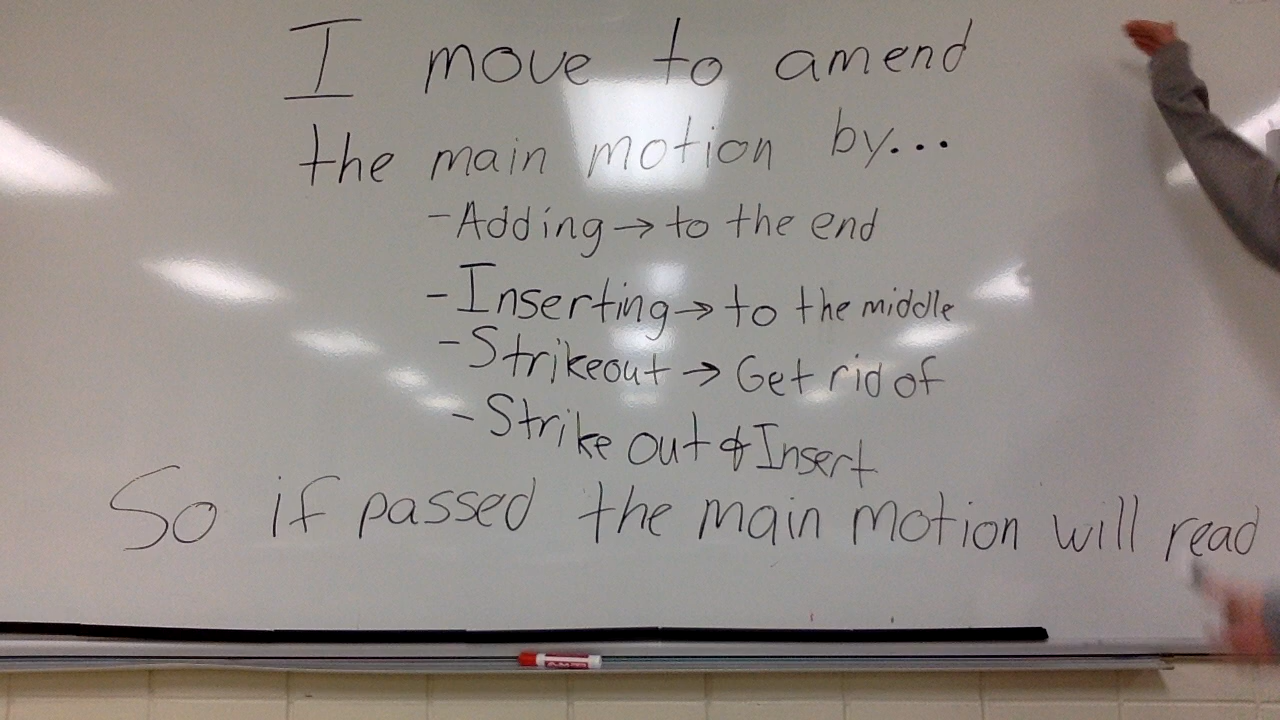 I move to amend
the main motion by...
-Adding → to the end
-Inserting → to the middle
-Strikeout → Get rid of
-Strike out & Insert
So if passed the main motion will read